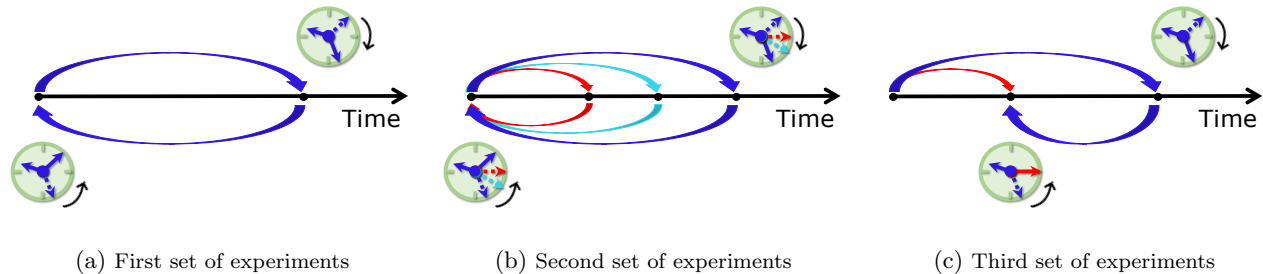 Time
Time
Time
(a) First set of experiments
(b) Second set of experiments
(c) Third set of experiments